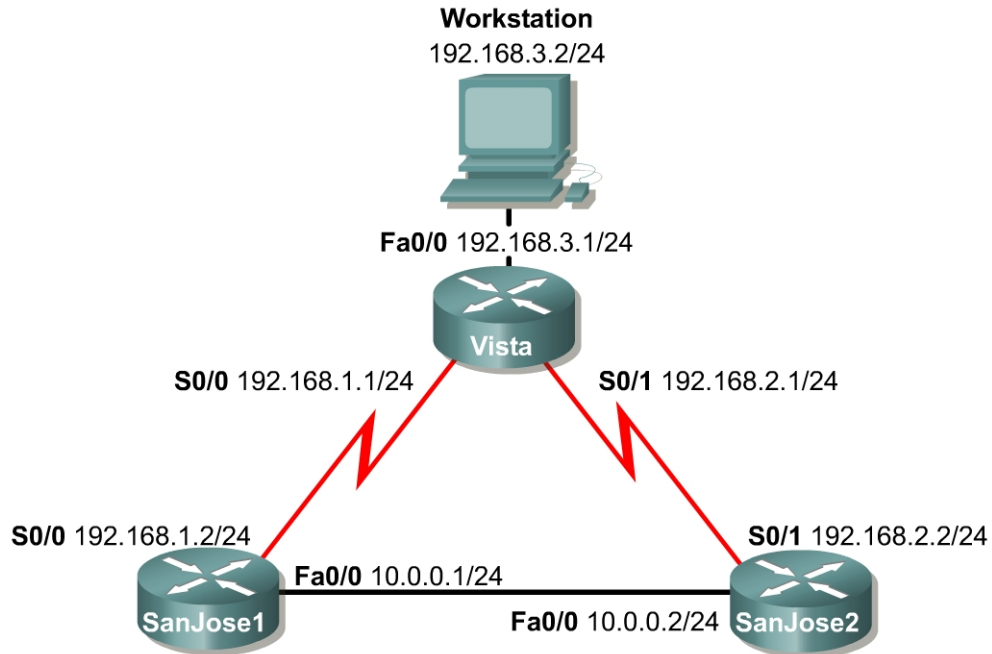 Workstation
192.168.3.2/24
Fa0/0 192.168.3.1/24
Vista
S0/0 192.168.1.1/24
S0/1 192.168.2.1/24
S0/0 192.168.1.2/24
S0/1 192.168.2.2/24
Fa0/0 10.0.0.1/24
Fa0/0 10.0.0.2/24
SanJose1
SanJose2